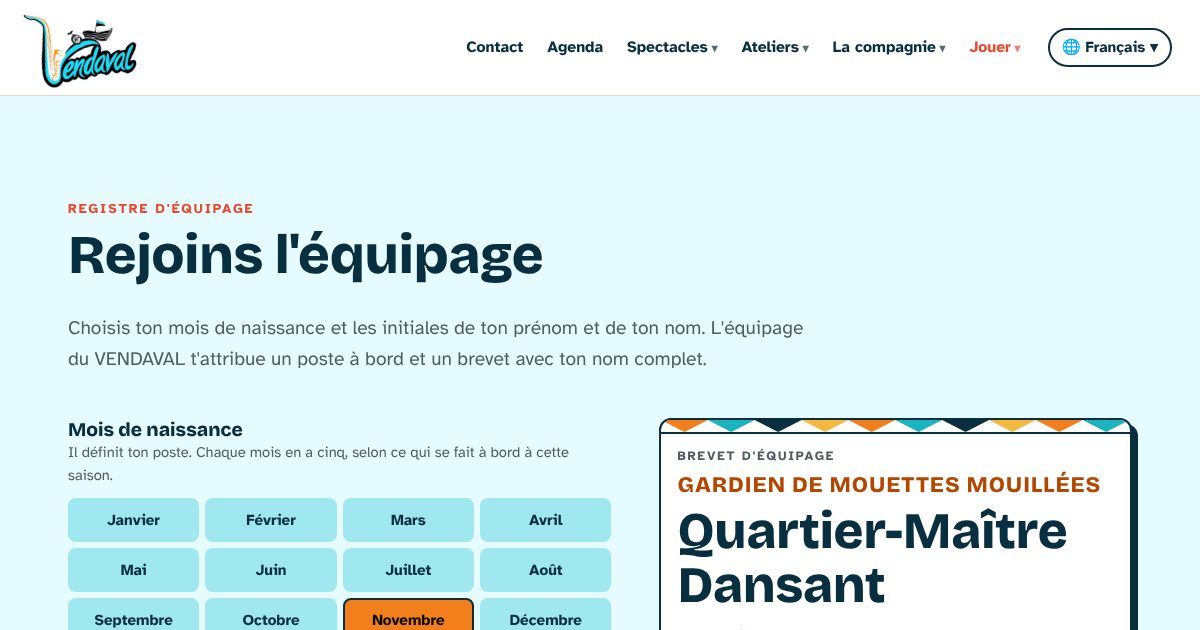 Vendaval
Contact
Agenda
Spectacles ▾
Ateliers ▾
La compagnie ▾
Jouer ▾
Français ▾
REGISTRE D'ÉQUIPAGE
Rejoins l'équipage
Choisis ton mois de naissance et les initiales de ton prénom et de ton nom. L'équipage
du VENDAVAL t'attribue un poste à bord et un brevet avec ton nom complet.
Mois de naissance
Il définit ton poste. Chaque mois en a cinq, selon ce qui se fait à bord à cette
saison.
Janvier
Février
Mars
Avril
Mai
Juin
Juillet
Août
Septembre
Octobre
Novembre
Décembre
BREVET D'ÉQUIPAGE
GARDIEN DE MOUETTES MOUILLÉES
Quartier-Maître
Dansant